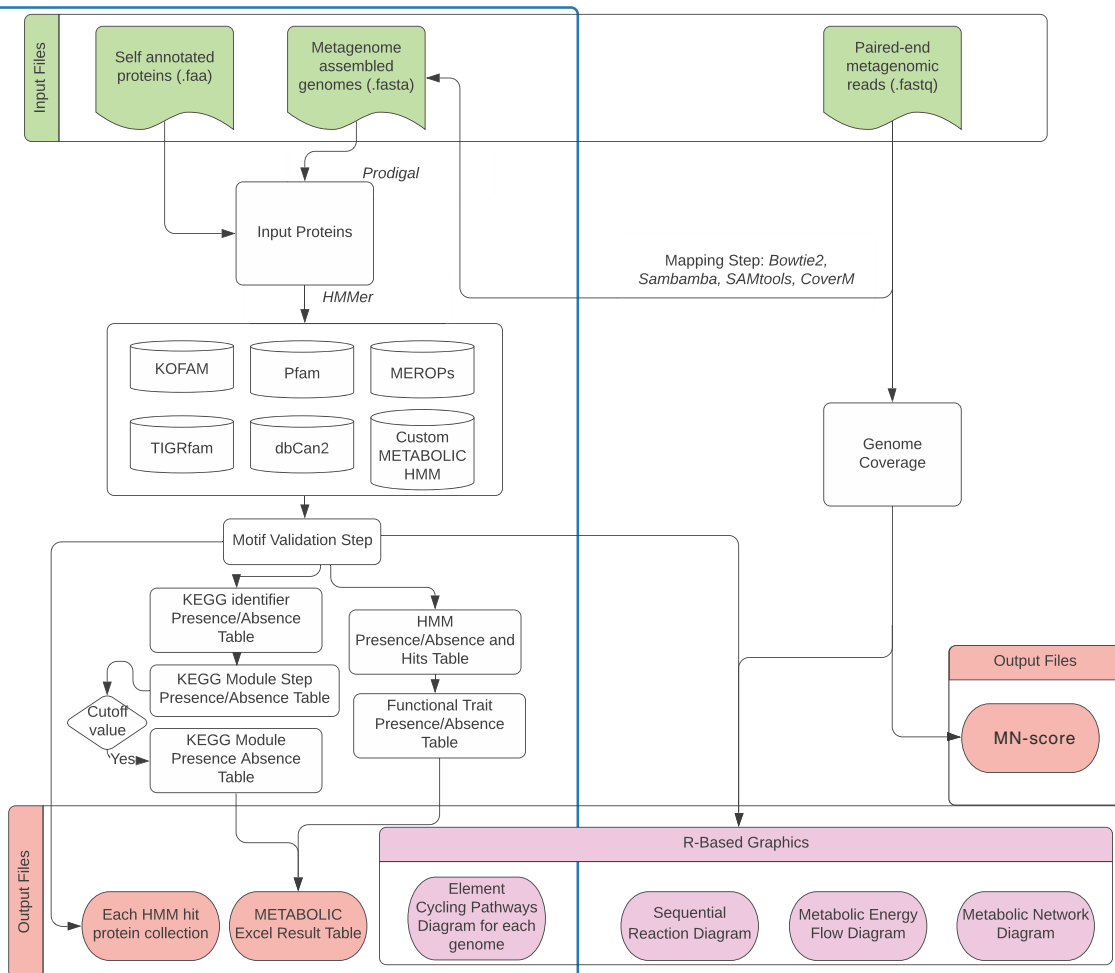 Input Files
Self annotated
proteins (.faa)
Metagenome
assembled
genomes (.fasta)
Paired-end
metagenomic
reads (.fastq)
Prodigal
Input Proteins
Mapping Step: Bowtie2,
Sambamba, SAMtools, CoverM
HMMer
KOFAM
Pfam
MEROPs
TIGRfam
dbCan2
Custom
METABOLIC
HMM
Genome
Coverage
Motif Validation Step
KEGG identifier
Presence/Absence
Table
HMM
Presence/Absence and
Hits Table
KEGG Module Step
Presence/Absence Table
Cutoff
value
Yes
KEGG Module
Presence Absence
Table
Functional Trait
Presence/Absence
Table
Output Files
MN-score
Output Files
R-Based Graphics
Each HMM hit
protein collection
METABOLIC
Excel Result Table
Element
Cycling Pathways
Diagram for each
genome
Sequential
Reaction Diagram
Metabolic Energy
Flow Diagram
Metabolic Network
Diagram